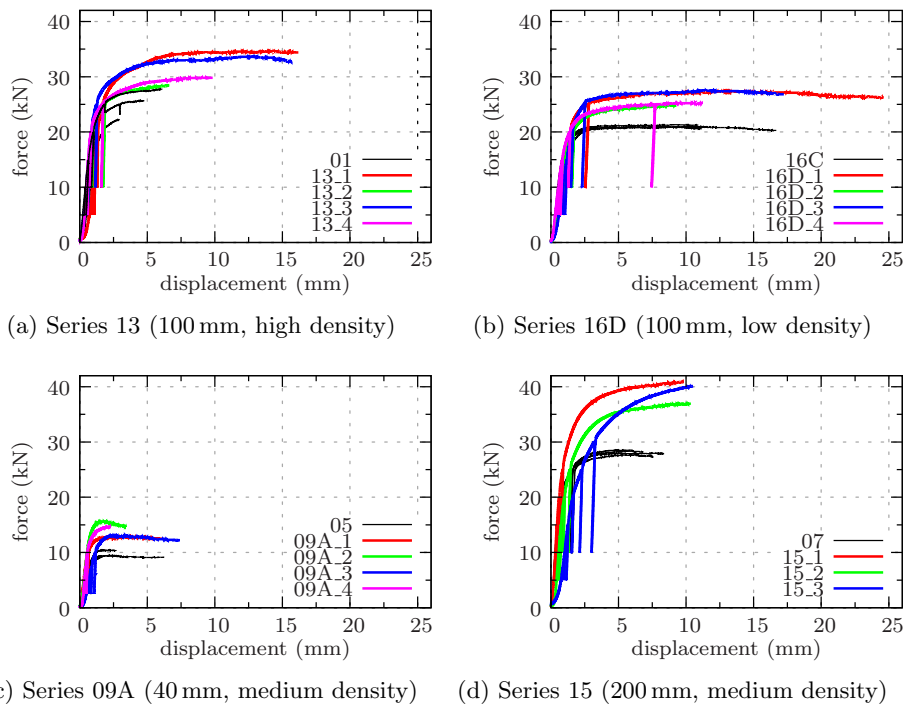 40
30
20
10
0
0
5
10
15
20
25
force (kN)
displacement (mm)
01
13_1
13_2
13_3
13_4
(a) Series 13 (100 mm, high density)
40
30
20
10
0
0
5
10
15
20
25
force (kN)
displacement (mm)
16C
16D_1
16D_2
16D_3
16D_4
(b) Series 16D (100 mm, low density)
40
30
20
10
0
0
5
10
15
20
25
force (kN)
displacement (mm)
05
09A_1
09A_2
09A_3
09A_4
c) Series 09A (40 mm, medium density)
40
30
20
10
0
0
5
10
15
20
25
force (kN)
displacement (mm)
07
15_1
15_2
15_3
(d) Series 15 (200 mm, medium density)